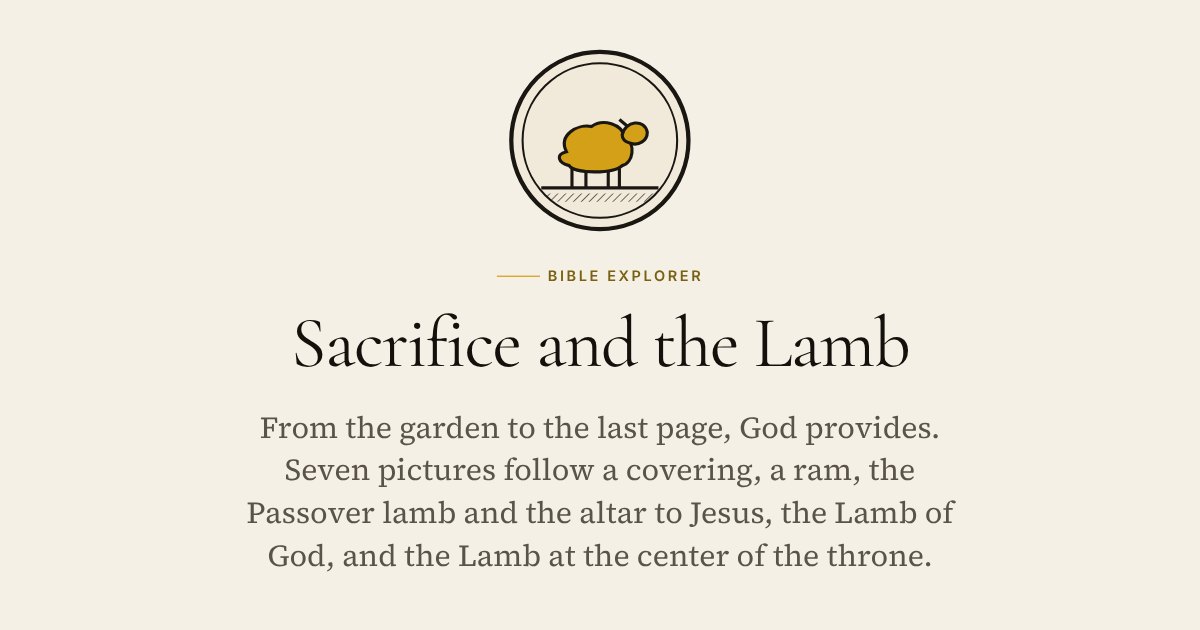 BIBLE EXPLORER
Sacrifice and the Lamb
From the garden to the last page, God provides.
Seven pictures follow a covering, a ram, the
Passover lamb and the altar to Jesus, the Lamb of
God, and the Lamb at the center of the throne.